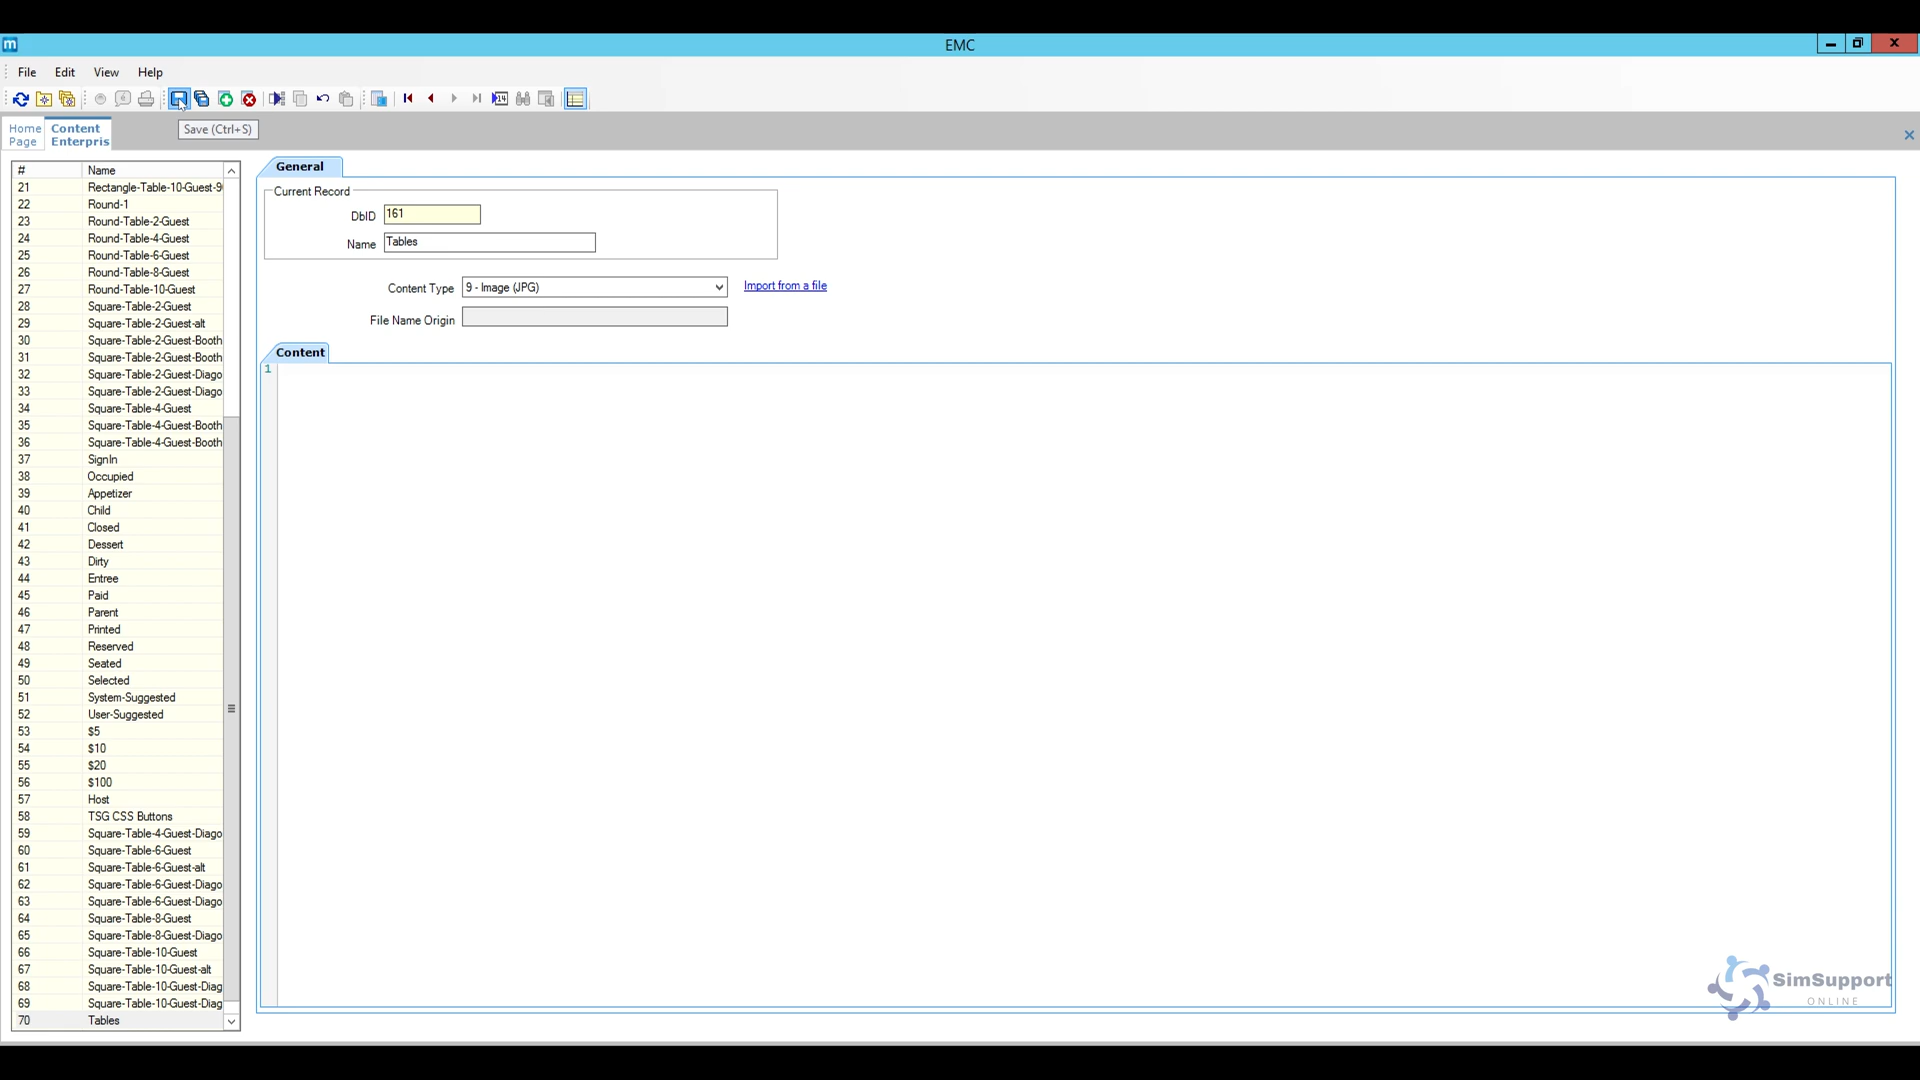 m
EMC
File Edit View Help
Save (Ctrl+S)
Home
Page
Content
Enterpris
# Name
21 Rectangle-Table-10-Guest-9
22 Round-1
23 Round-Table-2-Guest
24 Round-Table-4-Guest
25 Round-Table-6-Guest
26 Round-Table-8-Guest
27 Round-Table-10-Guest
28 Square-Table-2-Guest
29 Square-Table-2-Guest-alt
30 Square-Table-2-Guest-Booth
31 Square-Table-2-Guest-Booth
32 Square-Table-2-Guest-Diago
33 Square-Table-2-Guest-Diago
34 Square-Table-4-Guest
35 Square-Table-4-Guest-Booth
36 Square-Table-4-Guest-Booth
37 SignIn
38 Occupied
39 Appetizer
40 Child
41 Closed
42 Dessert
43 Dirty
44 Entree
45 Paid
46 Parent
47 Printed
48 Reserved
49 Seated
50 Selected
51 System-Suggested
52 User-Suggested
53 $5
54 $10
55 $20
56 $100
57 Host
58 TSG CSS Buttons
59 Square-Table-4-Guest-Diago
60 Square-Table-6-Guest
61 Square-Table-6-Guest-alt
62 Square-Table-6-Guest-Diago
63 Square-Table-6-Guest-Diago
64 Square-Table-8-Guest
65 Square-Table-8-Guest-Diago
66 Square-Table-10-Guest
67 Square-Table-10-Guest-alt
68 Square-Table-10-Guest-Diag
69 Square-Table-10-Guest-Diag
70 Tables
General
Current Record
DbID 161
Name Tables
Content Type 9 - Image (JPG) Import from a file
File Name Origin
Content
1
SimSupport
ONLINE